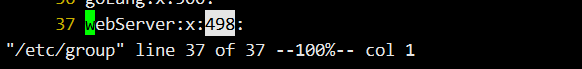 37 webServer:x:498:
"/etc/group" line 37 of 37 --100%-- col 1